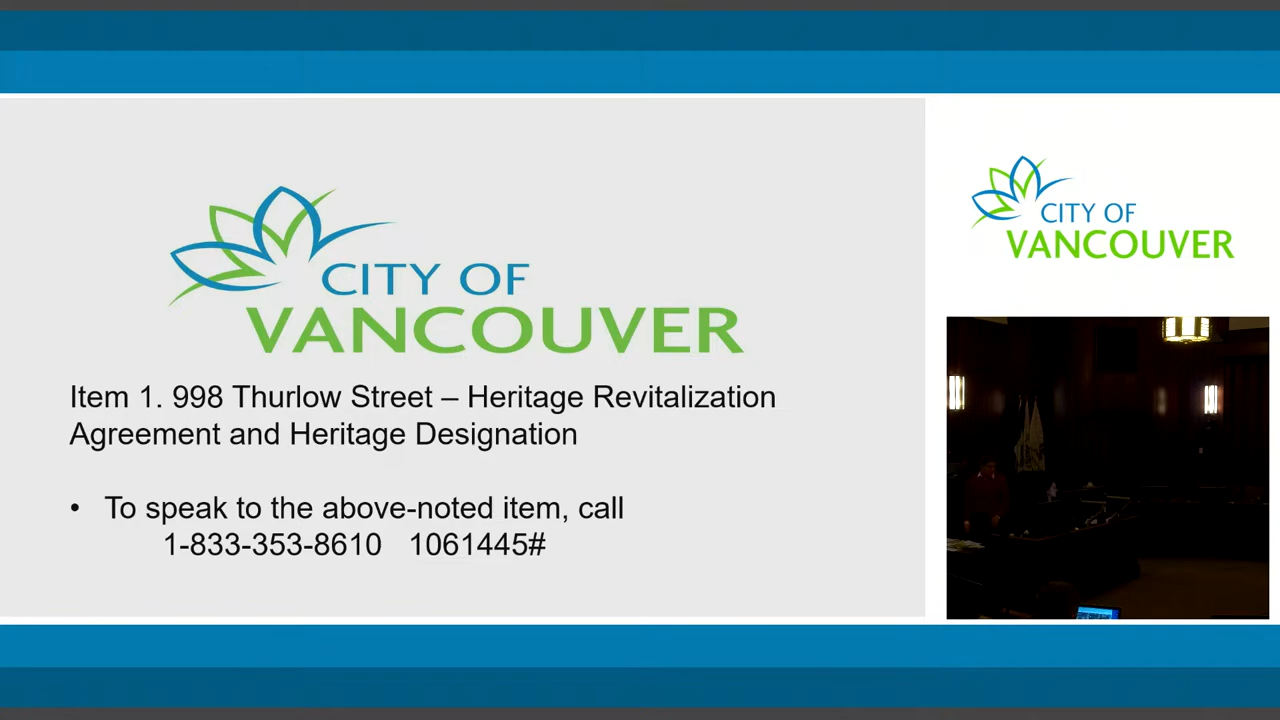 CITY OF
VANCOUVER
Item 1. 998 Thurlow Street – Heritage Revitalization
Agreement and Heritage Designation
• To speak to the above-noted item, call
1-833-353-8610 1061445#
CITY OF
VANCOUVER